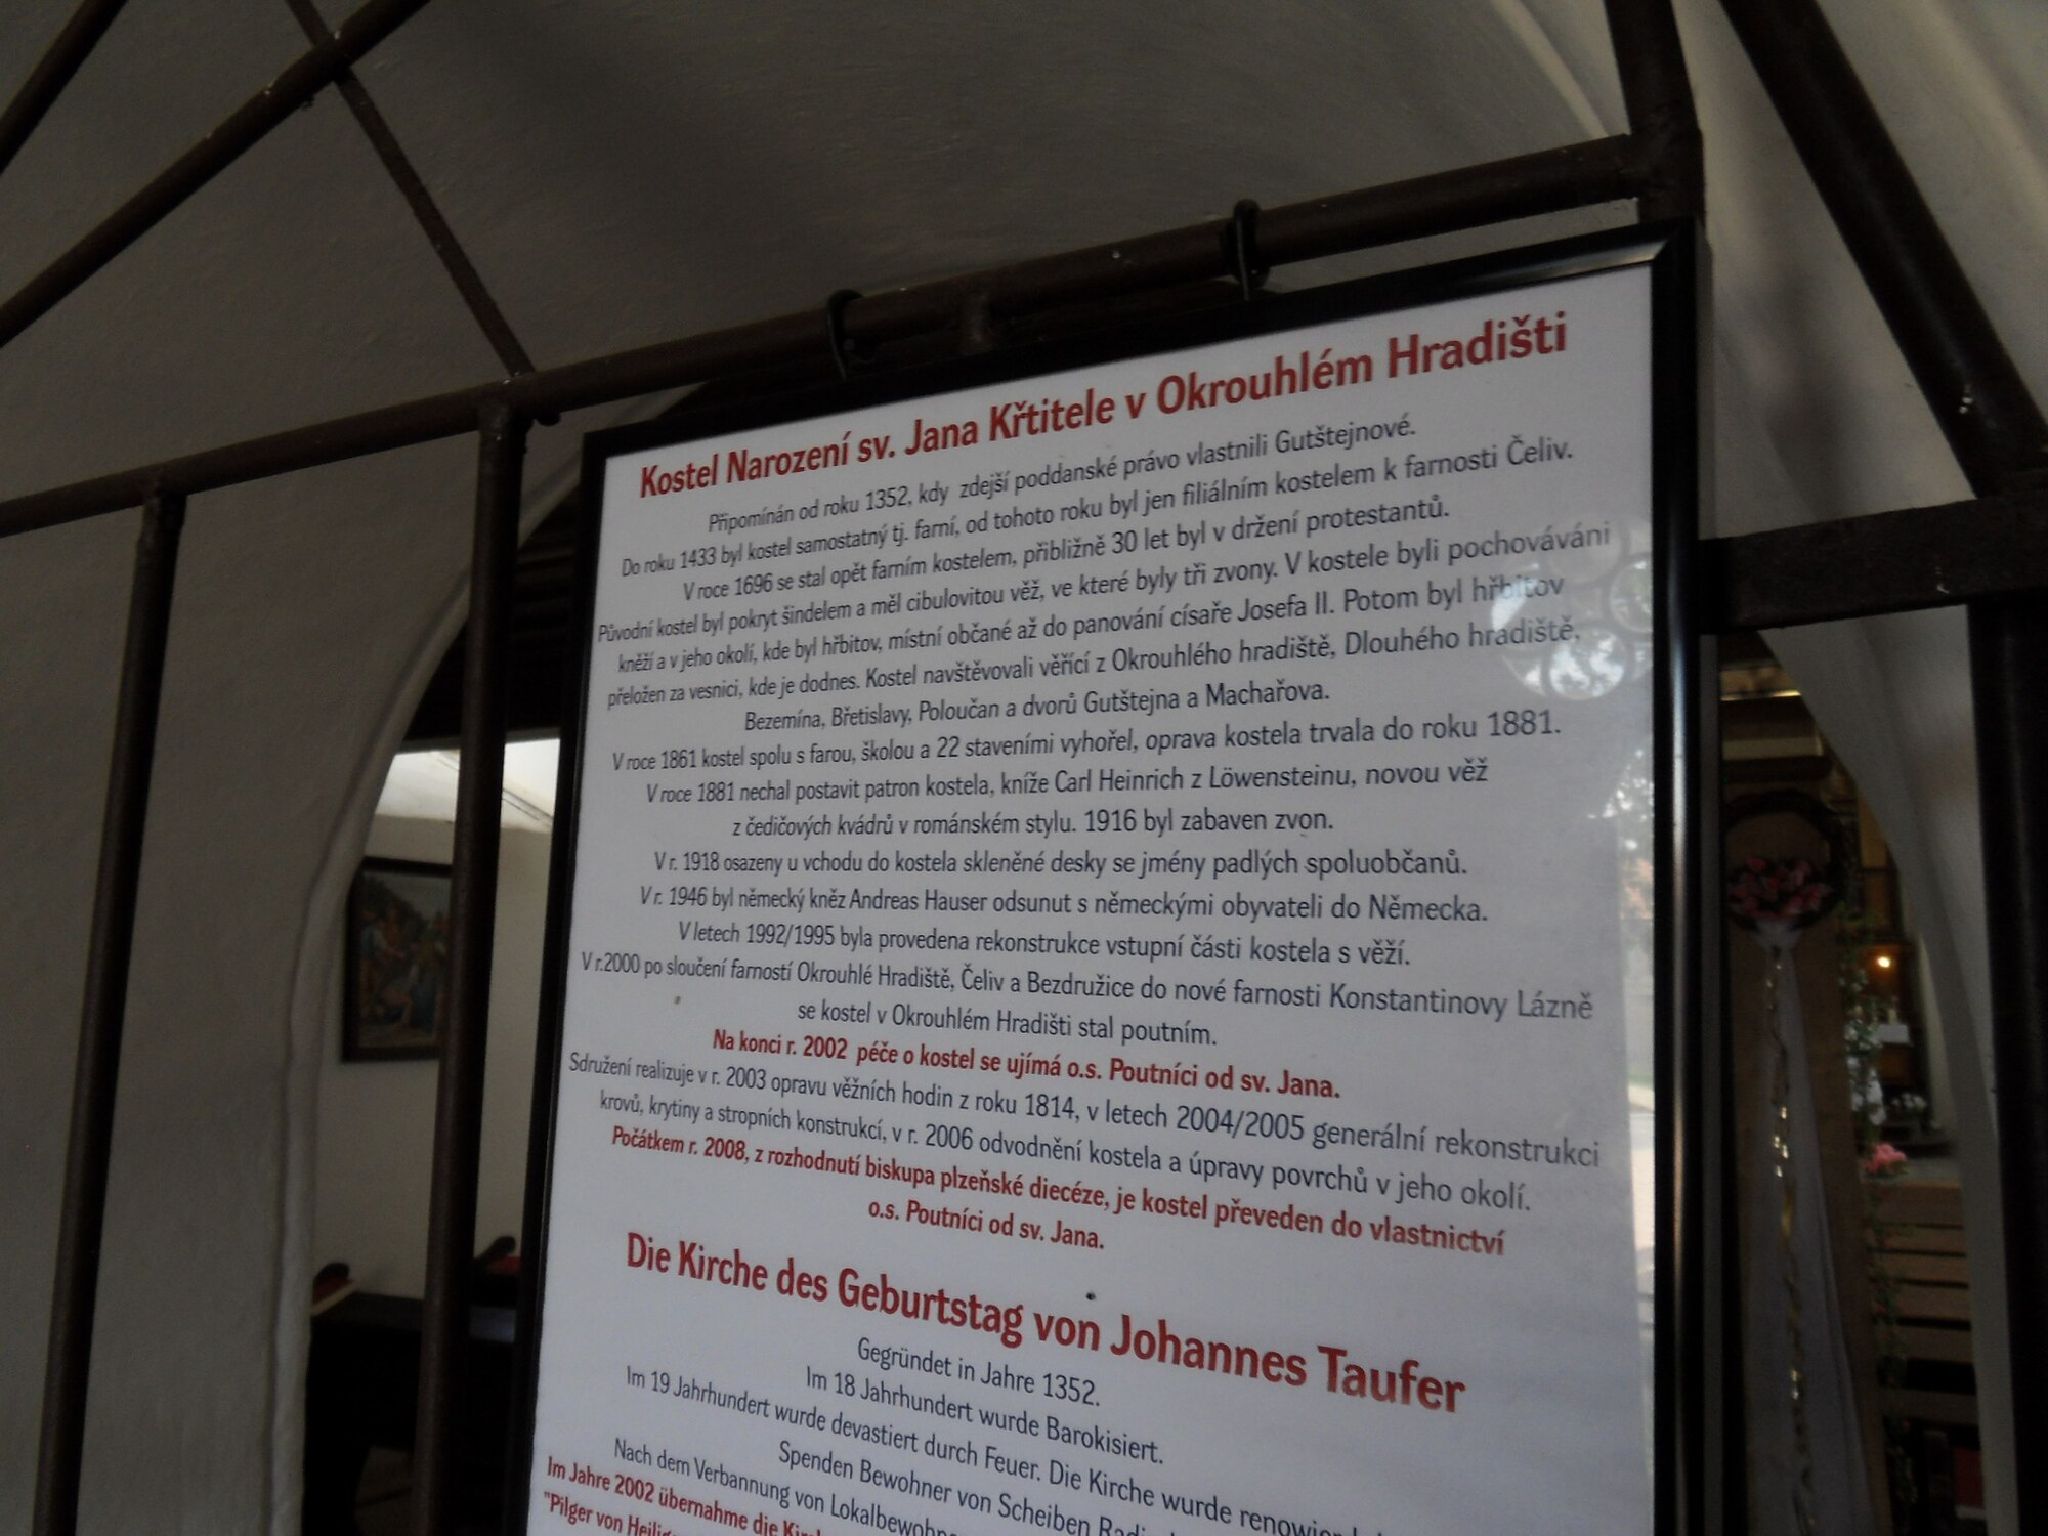 Kostel Narození sv. Jana Křtitele v Okrouhlém Hradišti
Připomínán od roku 1352, kdy zdejší poddanské právo vlastnili Gutštejnové.
Do roku 1433 byl kostel samostatný tj. farní, od tohoto roku byl jen filiálním kostelem k farnosti Čeliv.
V roce 1696 se stal opět farním kostelem, přibližně 30 let byl v držení protestantů.
Původní kostel byl pokryt šindelem a měl cibulovitou věž, ve které byly tři zvony. V kostele byli pochováváni
kněží a v jeho okolí, kde byl hřbitov, místní občané až do panování císaře Josefa II. Potom byl hřbitov
přeložen za vesnici, kde je dodnes. Kostel navštěvovali věřící z Okrouhlého hradiště, Dlouhého hradiště,
Bezemína, Břetislavy, Poloučan a dvorů Gutštejna a Machařova.
V roce 1861 kostel spolu s farou, školou a 22 staveními vyhořel, oprava kostela trvala do roku 1881.
V roce 1881 nechal postavit patron kostela, kníže Carl Heinrich z Löwensteinu, novou věž
z čedičových kvádrů v románském stylu. 1916 byl zabaven zvon.
V r. 1918 osazeny u vchodu do kostela skleněné desky se jmény padlých spoluobčanů.
V r. 1946 byl německý kněz Andreas Hauser odsunut s německými obyvateli do Německa.
V letech 1992/1995 byla provedena rekonstrukce vstupní části kostela s věží.
V r.2000 po sloučení farností Okrouhlé Hradiště, Čeliv a Bezdružice do nové farnosti Konstantinovy Lázně
se kostel v Okrouhlém Hradišti stal poutním.
Na konci r. 2002 péče o kostel se ujímá o.s. Poutníci od sv. Jana.
Sdružení realizuje v r. 2003 opravu věžních hodin z roku 1814, v letech 2004/2005 generální rekonstrukci
krovů, krytiny a stropních konstrukcí, v r. 2006 odvodnění kostela a úpravy povrchů v jeho okolí.
Počátkem r. 2008, z rozhodnutí biskupa plzeňské diecéze, je kostel převeden do vlastnictví
o.s. Poutníci od sv. Jana.
Die Kirche des Geburtstag von Johannes Taufer
Gegründet in Jahre 1352.
Im 18 Jahrhundert wurde Barokisiert.
Im 19 Jahrhundert wurde devastiert durch Feuer. Die Kirche wurde
Spenden Bewohner von Scheiben
Nach dem Verbannung von
Im Jahre 2002 übernahme die
"Pilger von